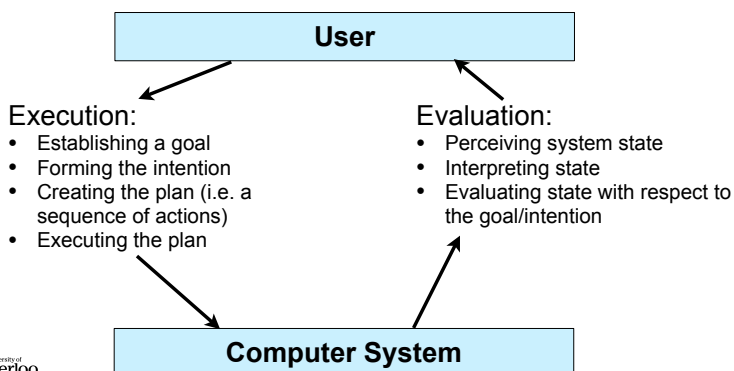 User
Execution:
• Establishing a goal
• Forming the intention
• Creating the plan (i.e. a
sequence of actions)
• Executing the plan
Evaluation:
• Perceiving system state
• Interpreting state
• Evaluating state with respect to
the goal/intention
Computer System